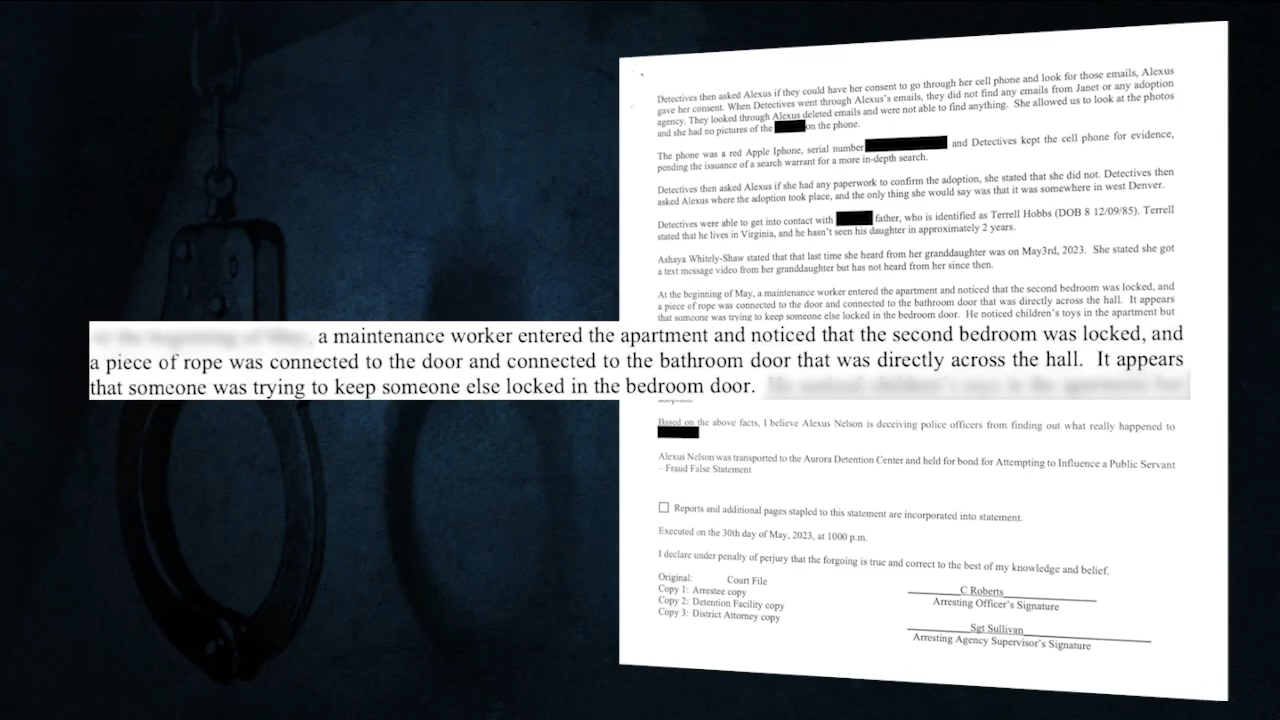 Detectives then asked Alexus if they could have her consent to go through her cell phone and look for those emails, Alexus
gave her consent. When Detectives went through Alexus's emails, they did not find any emails from Janet or any adoption
agency. They looked through Alexus deleted emails and were not able to find anything. She allowed us to look at the photos
and she had no pictures of the on the phone.
The phone was a red Apple Iphone, serial number and Detectives kept the cell phone for evidence,
pending the issuance of a search warrant for a more in-depth search.
Detectives then asked Alexus if she had any paperwork to confirm the adoption, she stated that she did not. Detectives then
asked Alexus where the adoption took place, and the only thing she would say was that it was somewhere in west Denver.
Detectives were able to get into contact with father, who is identified as Terrell Hobbs (DOB 8 12/09/85). Terrell
stated that he lives in Virginia, and he hasn't seen his daughter in approximately 2 years.
Ashaya Whitely-Shaw stated that that last time she heard from her granddaughter was on May3rd, 2023. She stated she got
a text message video from her granddaughter but has not heard from her since then.
At the beginning of May, a maintenance worker entered the apartment and noticed that the second bedroom was locked, and
a piece of rope was connected to the door and connected to the bathroom door that was directly across the hall. It appears
that someone was trying to keep someone else locked in the bedroom door. He noticed children's toys in the apartment but
a maintenance worker entered the apartment and noticed that the second bedroom was locked, and
a piece of rope was connected to the door and connected to the bathroom door that was directly across the hall. It appears
that someone was trying to keep someone else locked in the bedroom door.
adoption.
Based on the above facts, I believe Alexus Nelson is deceiving police officers from finding out what really happened to
Alexus Nelson was transported to the Aurora Detention Center and held for bond for Attempting to Influence a Public Servant
– Fraud False Statement
Reports and additional pages stapled to this statement are incorporated into statement.
Executed on the 30th day of May, 2023, at 1000 p.m.
I declare under penalty of perjury that the forgoing is true and correct to the best of my knowledge and belief.
Original: Court File
Copy 1: Arrestee copy
Copy 2: Detention Facility copy
Copy 3: District Attorney copy
C Roberts
Arresting Officer's Signature
Sgt Sullivan
Arresting Agency Supervisor's Signature